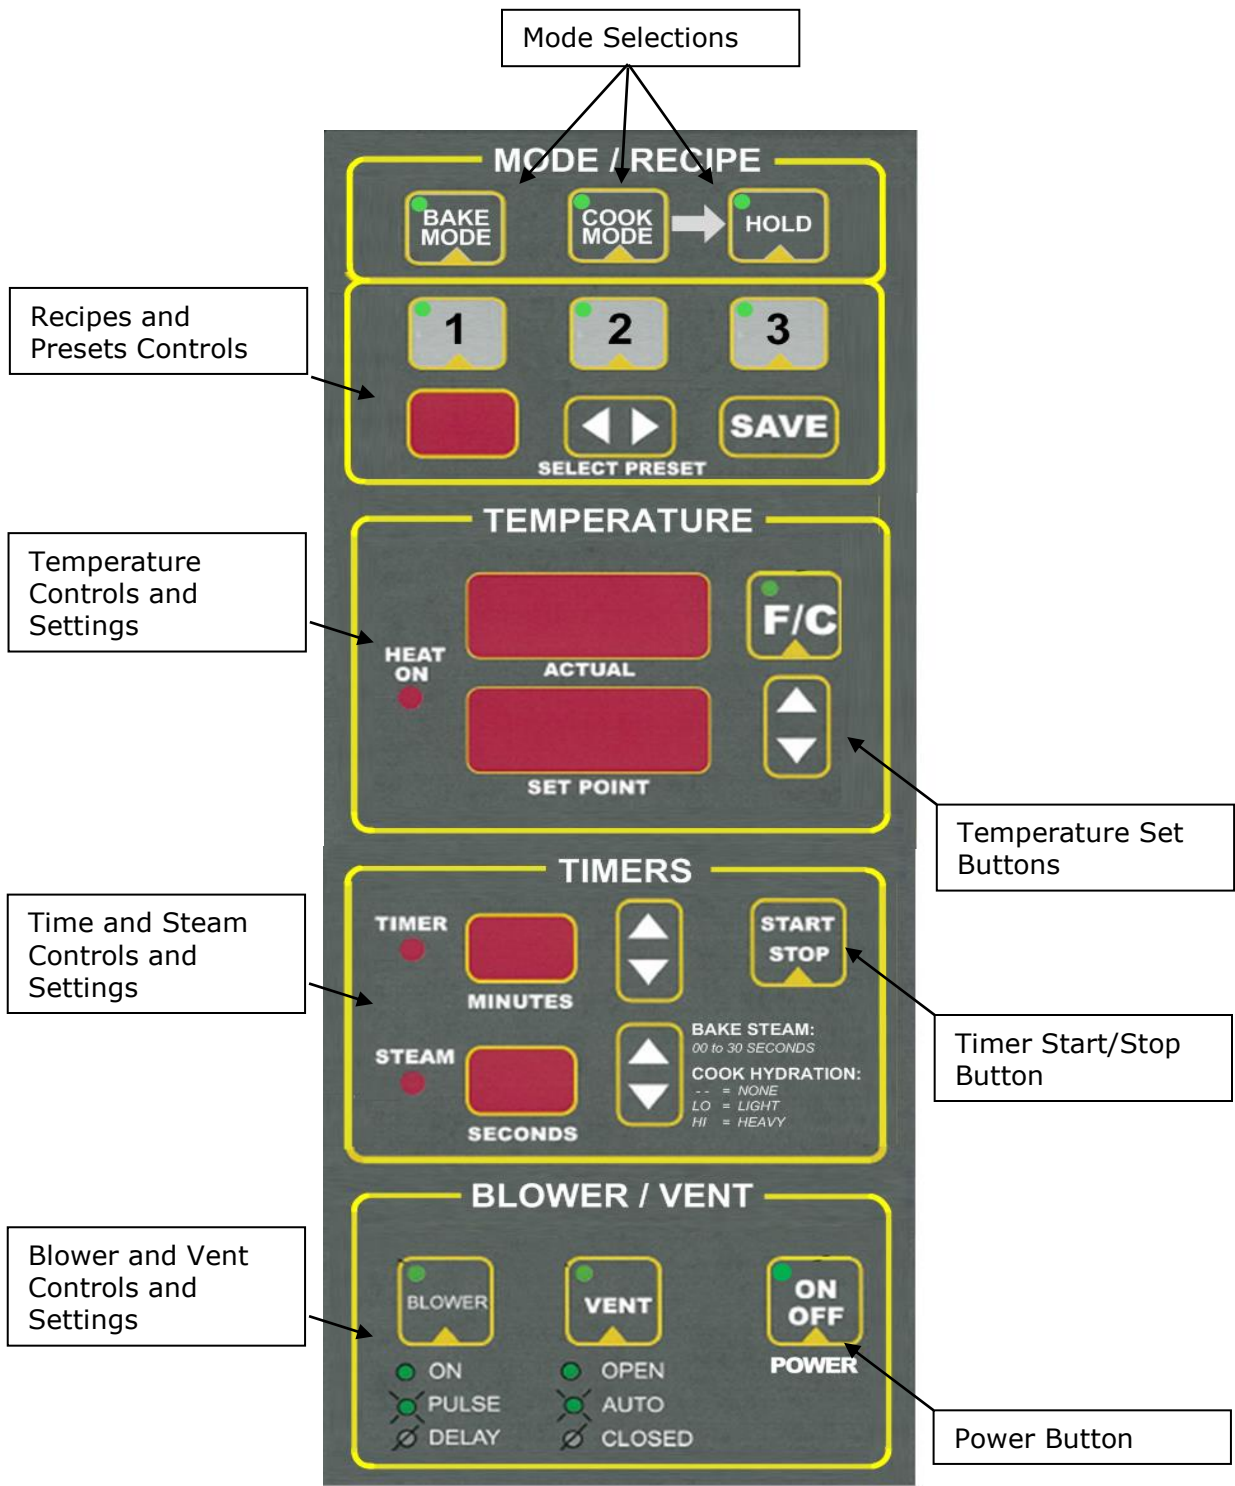 Mode Selections
MODE / RECIPE
BAKE
MODE
COOK
MODE
HOLD
Recipes and
Presets Controls
1
2
3
SAVE
SELECT PRESET
TEMPERATURE
Temperature
Controls and
Settings
F/C
HEAT
ON
ACTUAL
SET POINT
Temperature Set
Buttons
TIMERS
Time and Steam
Controls and
Settings
TIMER
MINUTES
START
STOP
Timer Start/Stop
Button
STEAM
SECONDS
BAKE STEAM:
00 to 30 SECONDS
COOK HYDRATION:
- - = NONE
LO = LIGHT
HI = HEAVY
BLOWER / VENT
Blower and Vent
Controls and
Settings
BLOWER
ON
PULSE
DELAY
VENT
OPEN
AUTO
CLOSED
ON
OFF
POWER
Power Button